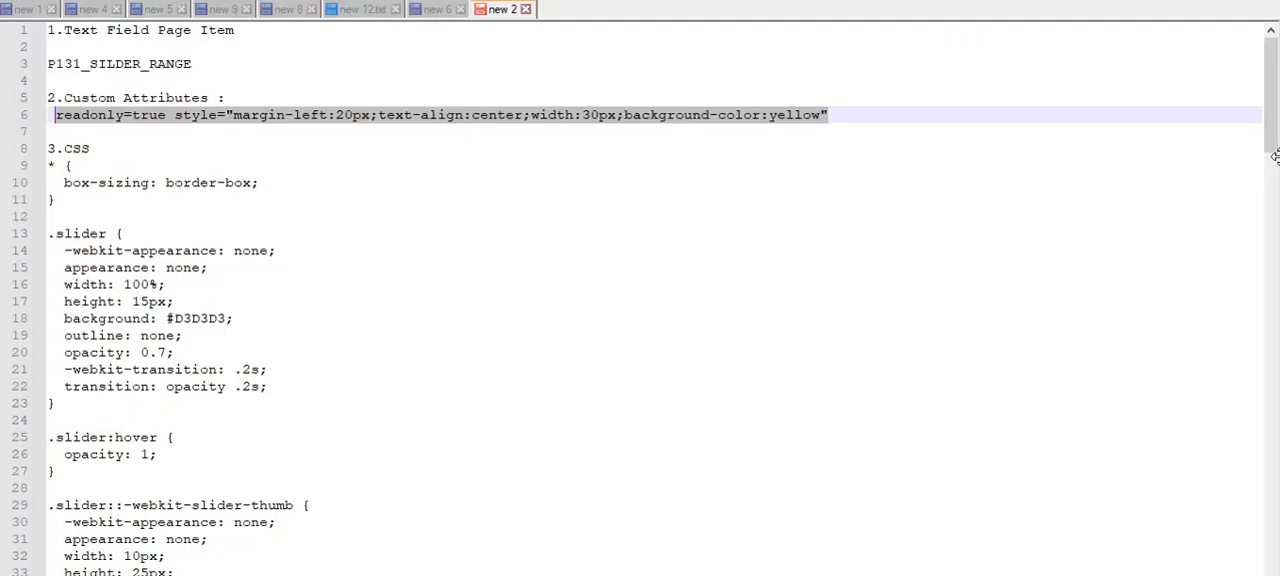 new 1 new 4 new 5 new 9 new 8 new 12.txt new 6 new 2
1 1.Text Field Page Item
2
3 P131_SILDER_RANGE
4
5 2.Custom Attributes :
6 readonly=true style="margin-left:20px;text-align:center;width:30px;background-color:yellow"
7
8 3.CSS
9 * {
10 box-sizing: border-box;
11 }
12
13 .slider {
14 -webkit-appearance: none;
15 appearance: none;
16 width: 100%;
17 height: 15px;
18 background: #D3D3D3;
19 outline: none;
20 opacity: 0.7;
21 -webkit-transition: .2s;
22 transition: opacity .2s;
23 }
24
25 .slider:hover {
26 opacity: 1;
27 }
28
29 .slider::-webkit-slider-thumb {
30 -webkit-appearance: none;
31 appearance: none;
32 width: 10px;
33 height: 25px;